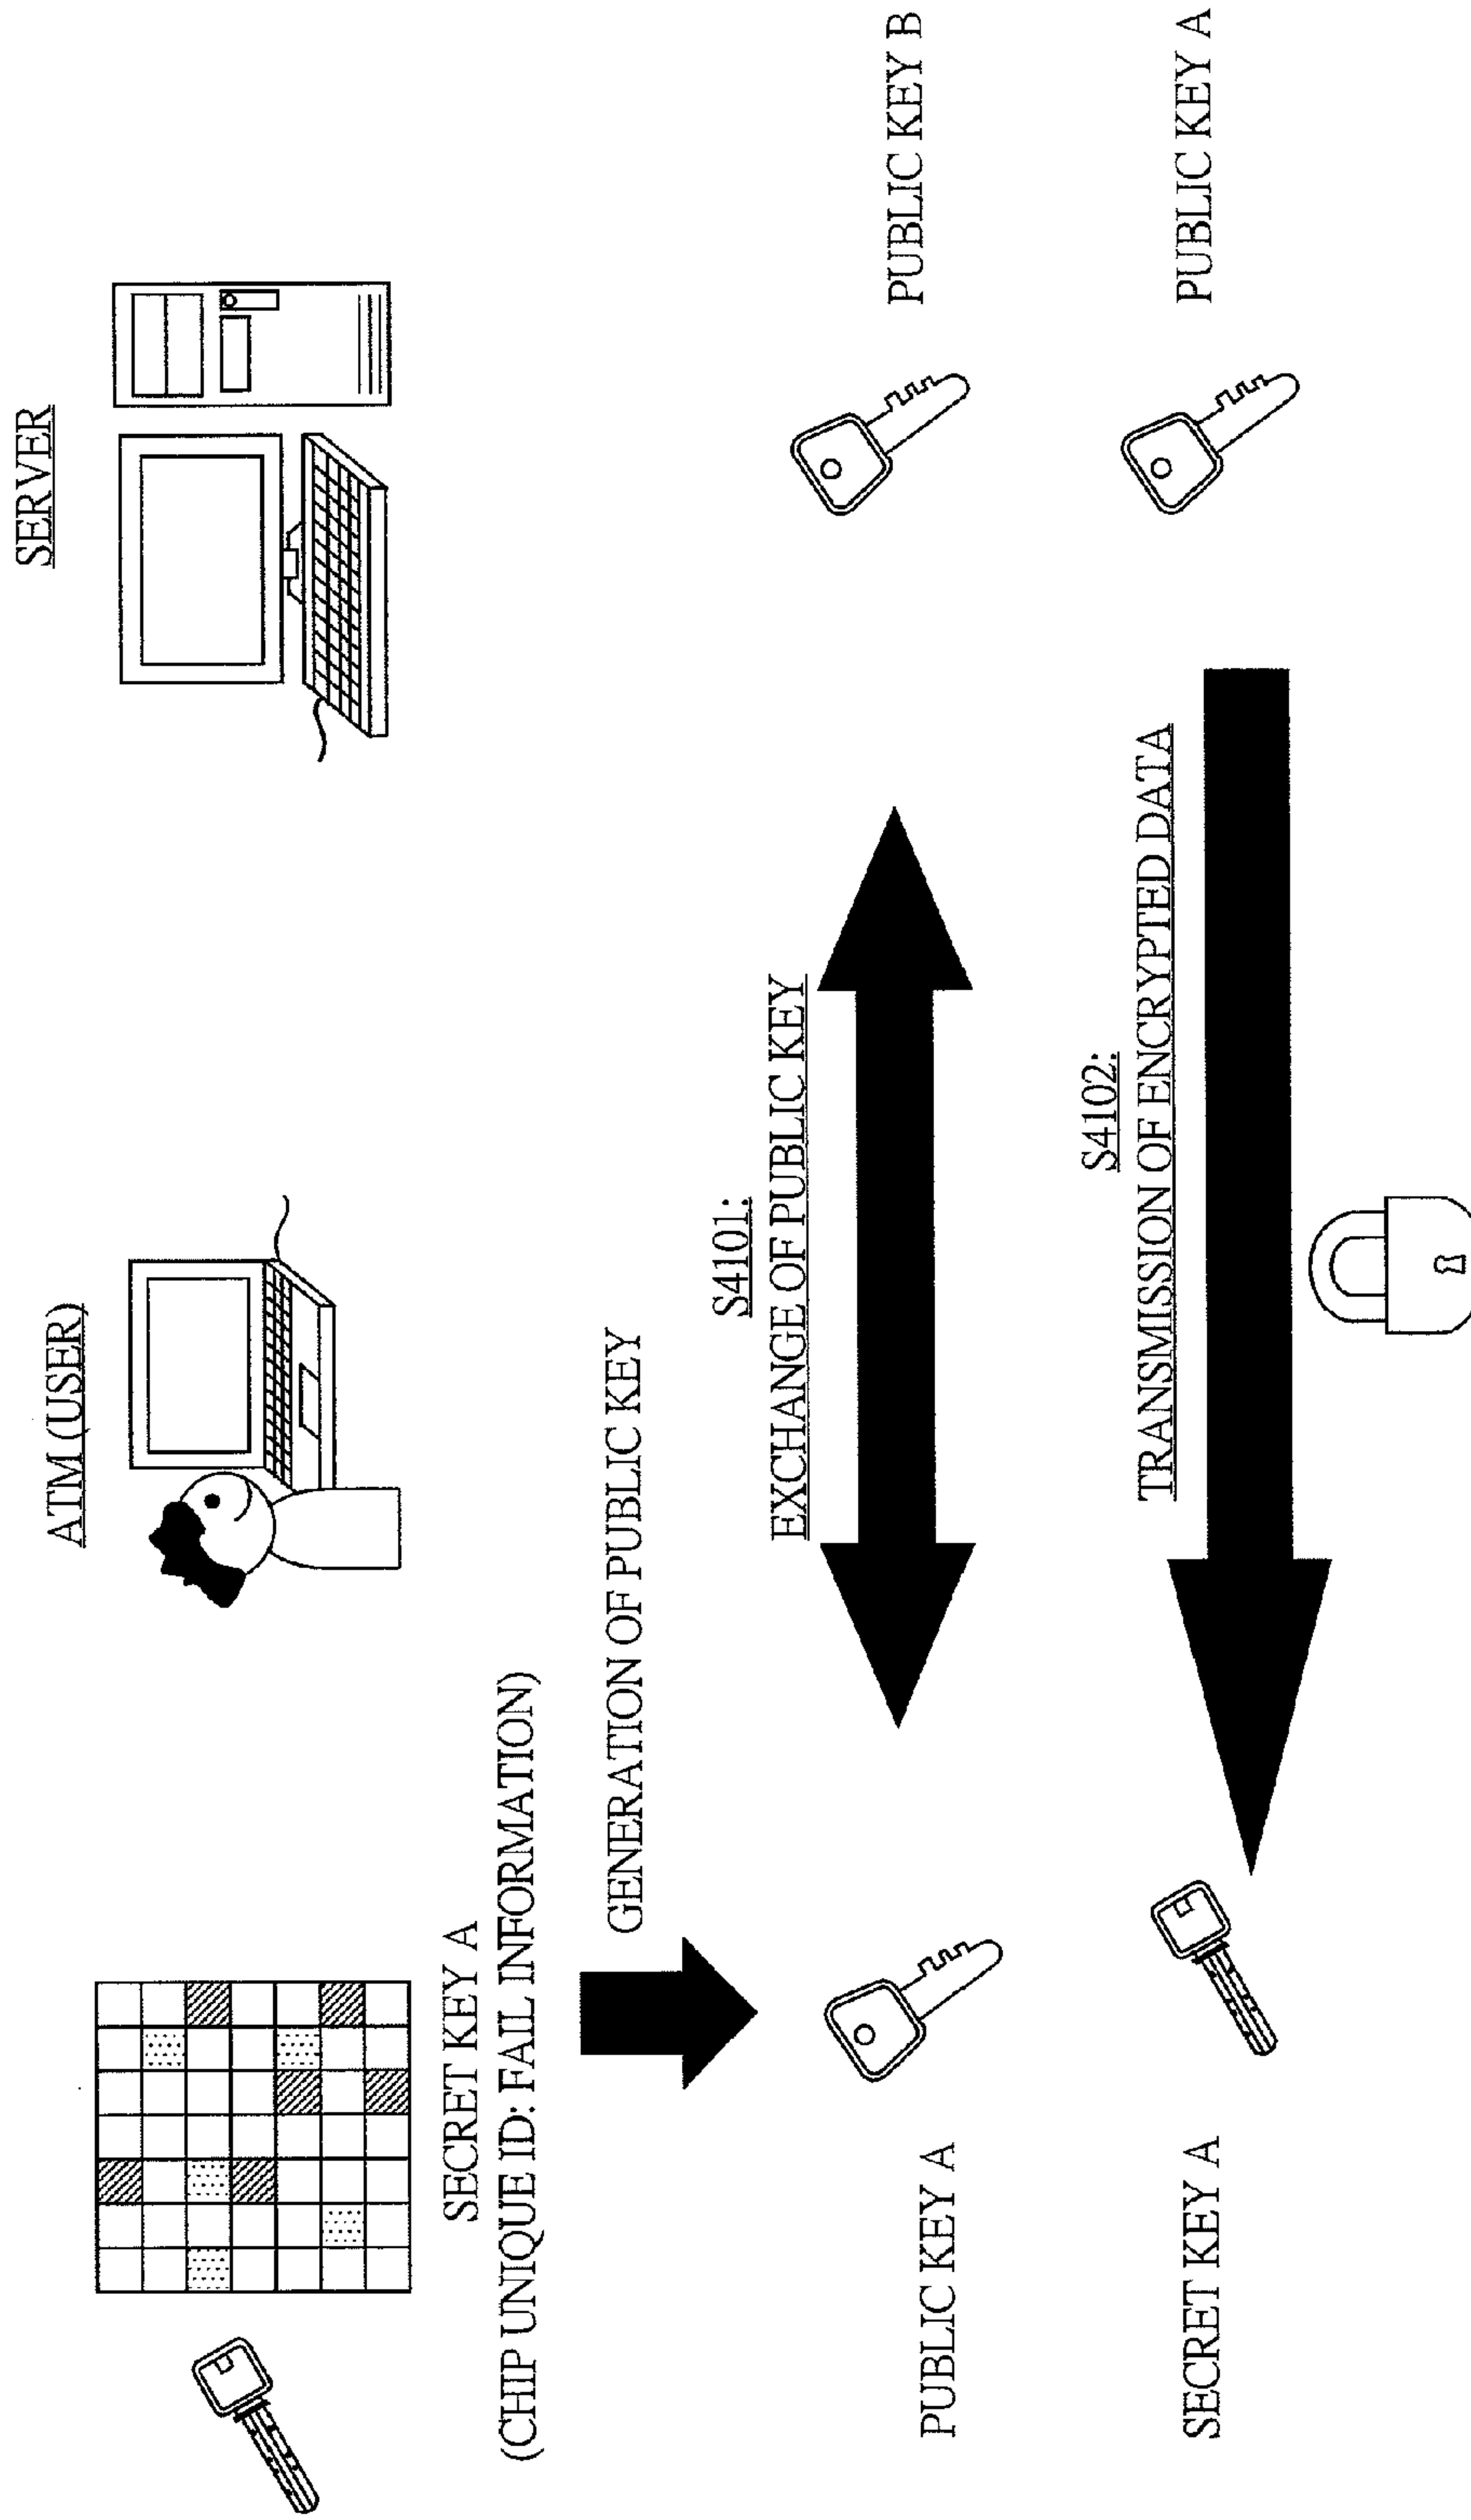 ATM (USER)
SERVER
SECRET KEY A
(CHIP UNIQUE ID: FAIL INFORMATION)
GENERATION OF PUBLIC KEY
S4101:
EXCHANGE OF PUBLIC KEY
PUBLIC KEY A
PUBLIC KEY B
S4102:
TRANSMISSION OF ENCRYPTED DATA
SECRET KEY A
PUBLIC KEY A